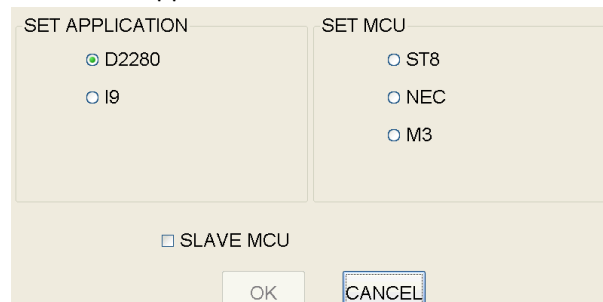 SET APPLICATION
D2280
I9
SET MCU
ST8
NEC
M3
SLAVE MCU
OK
CANCEL